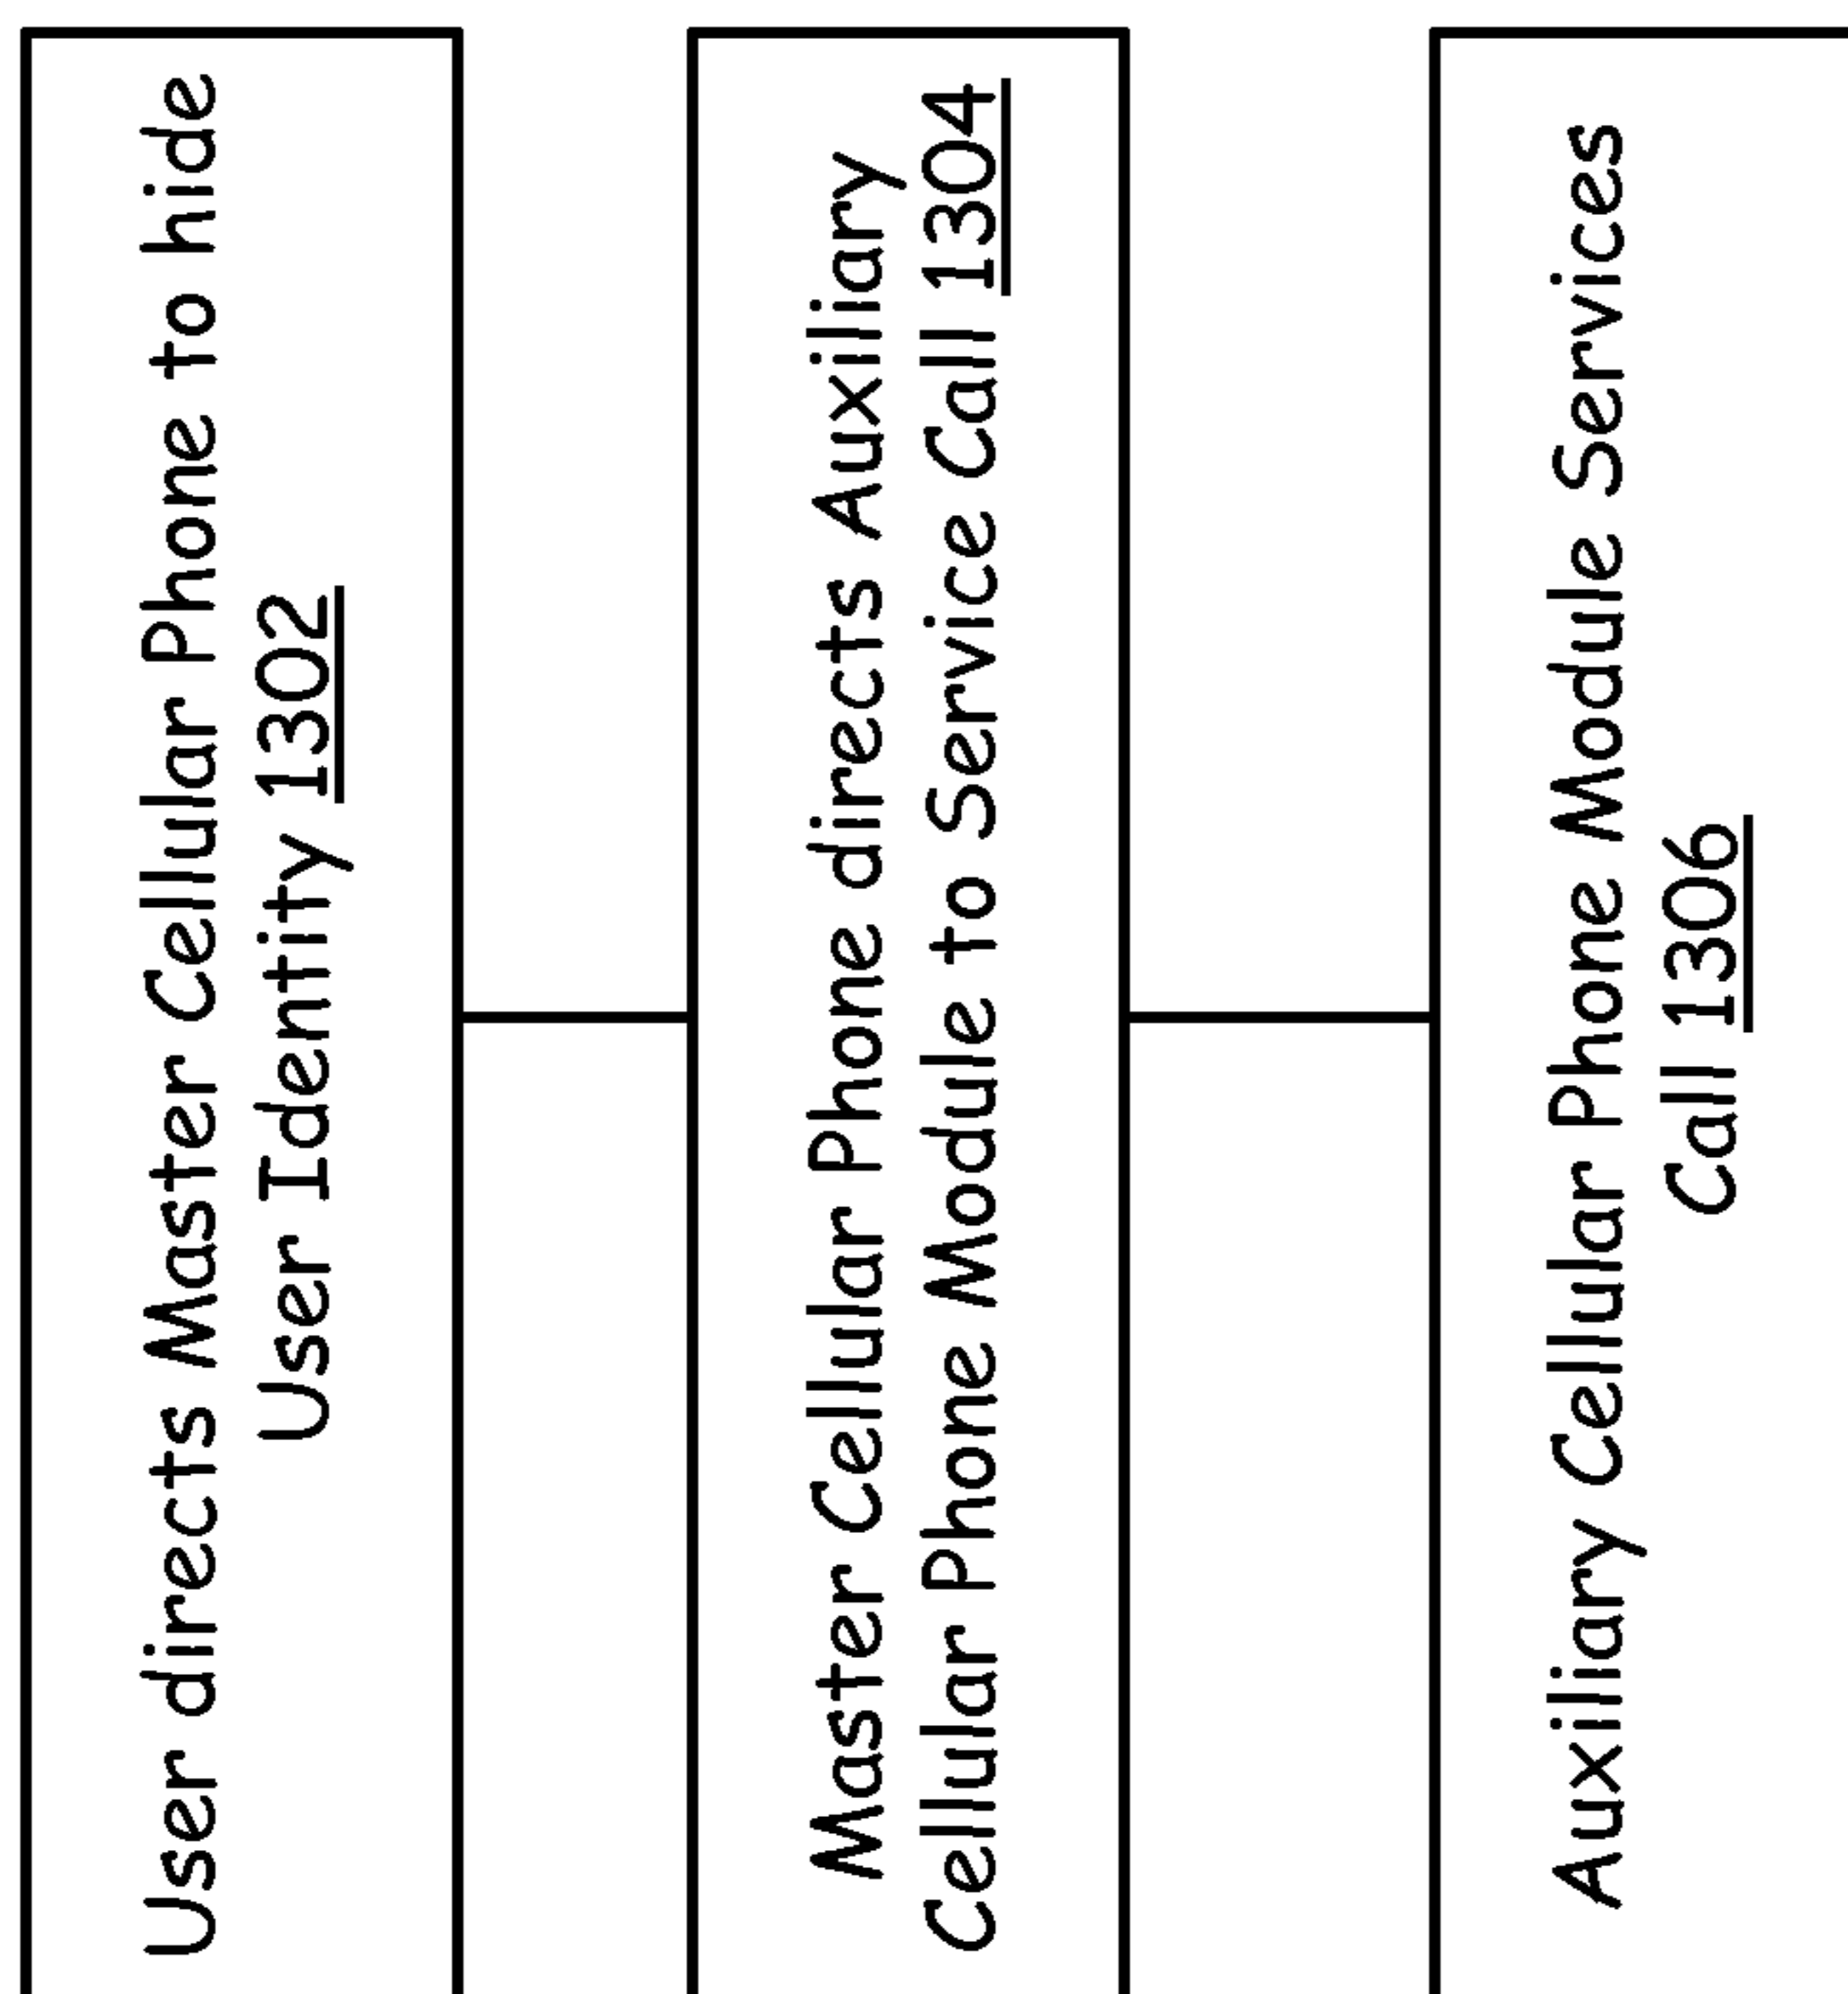 User directs Master Cellular Phone to hide
User Identity 1302
Master Cellular Phone directs Auxiliary
Cellular Phone Module to Service Call 1304
Auxiliary Cellular Phone Module Services
Call 1306